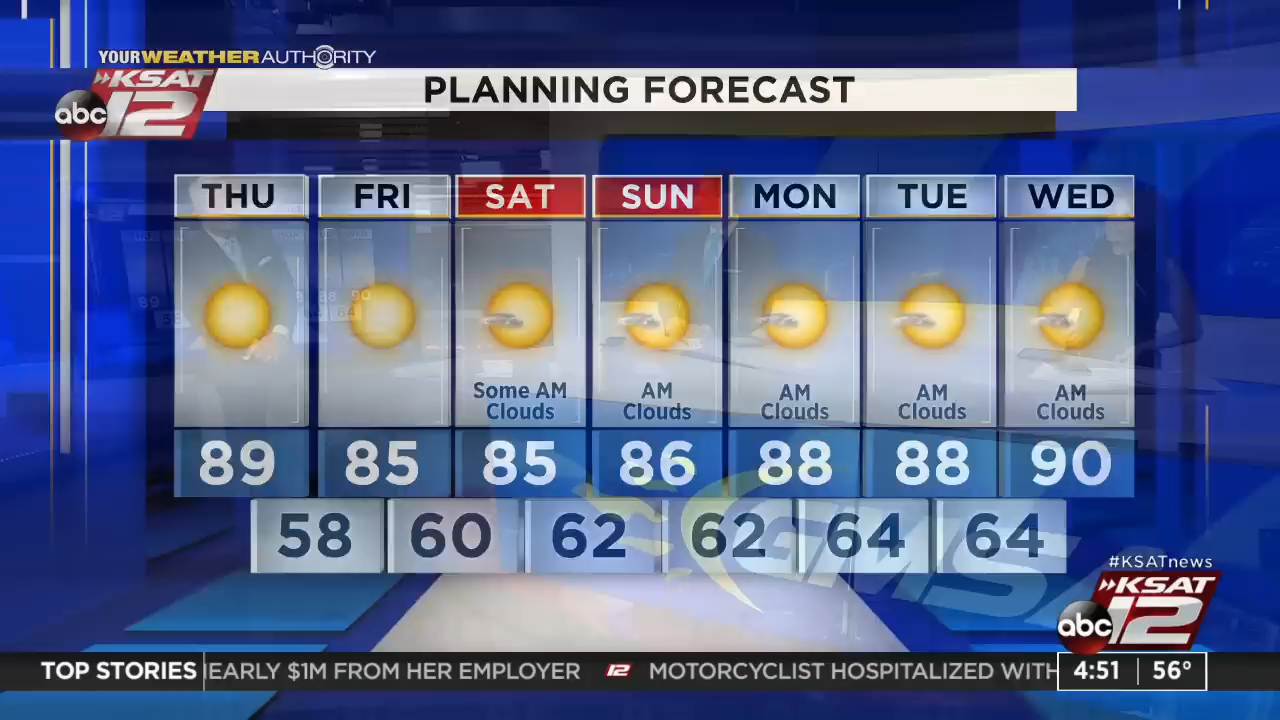 YOURWEATHERAUTHORITY
KSAT
abc 12
PLANNING FORECAST
THU FRI SAT SUN MON TUE WED
Some AM Clouds
AM Clouds
AM Clouds
AM Clouds
AM Clouds
89 85 85 86 88 88 90
58 60 62 62 64 64
GMSA
#KSATnews
KSAT
abc 12
TOP STORIES EARLY $1M FROM HER EMPLOYER 12 MOTORCYCLIST HOSPITALIZED WITH 4:51 56°